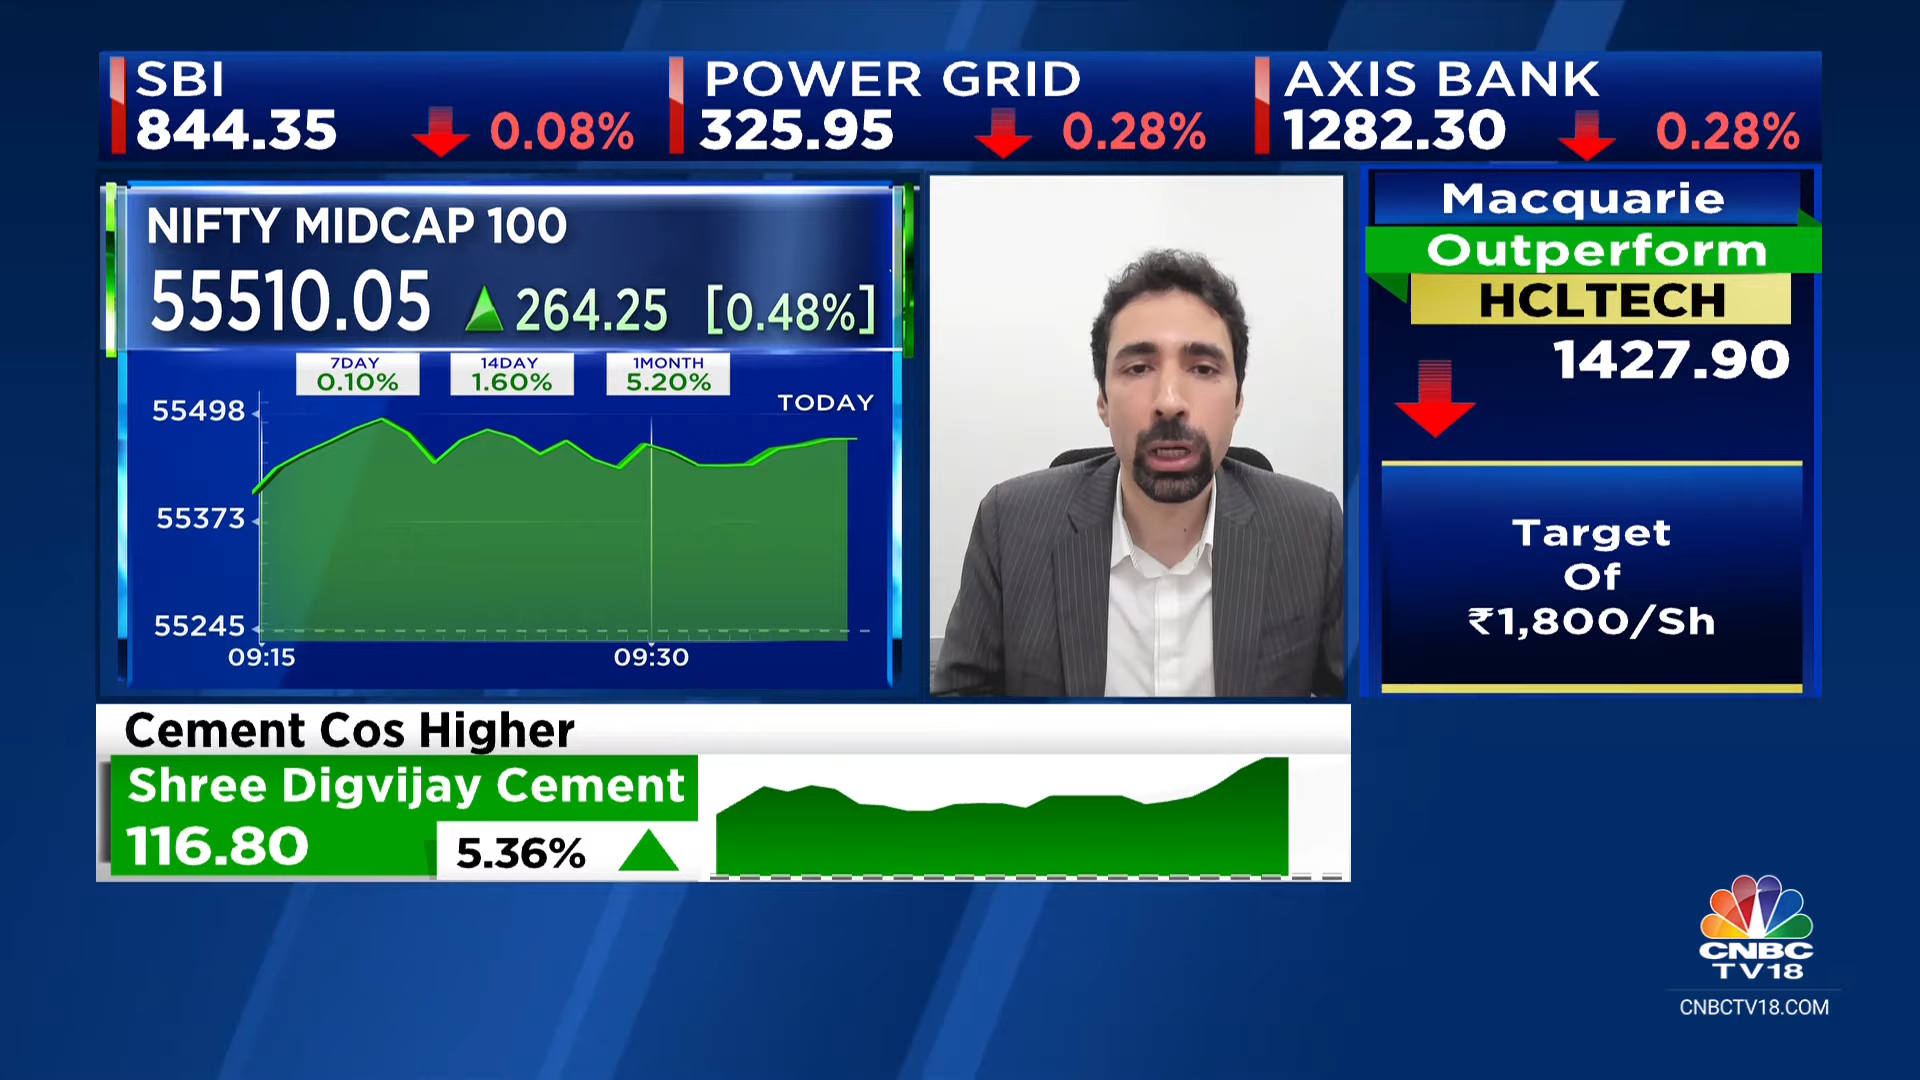 SBI
844.35 0.08%
POWER GRID
325.95 0.28%
AXIS BANK
1282.30 0.28%
NIFTY MIDCAP 100
55510.05 264.25 [0.48%]
7DAY
0.10%
14DAY
1.60%
1MONTH
5.20%
TODAY
55498
55373
55245
09:15 09:30
Macquarie
Outperform
HCLTECH
1427.90
Target
Of
₹1,800/Sh
Cement Cos Higher
Shree Digvijay Cement
116.80 5.36%
CNBC
TV18
CNBCTV18.COM